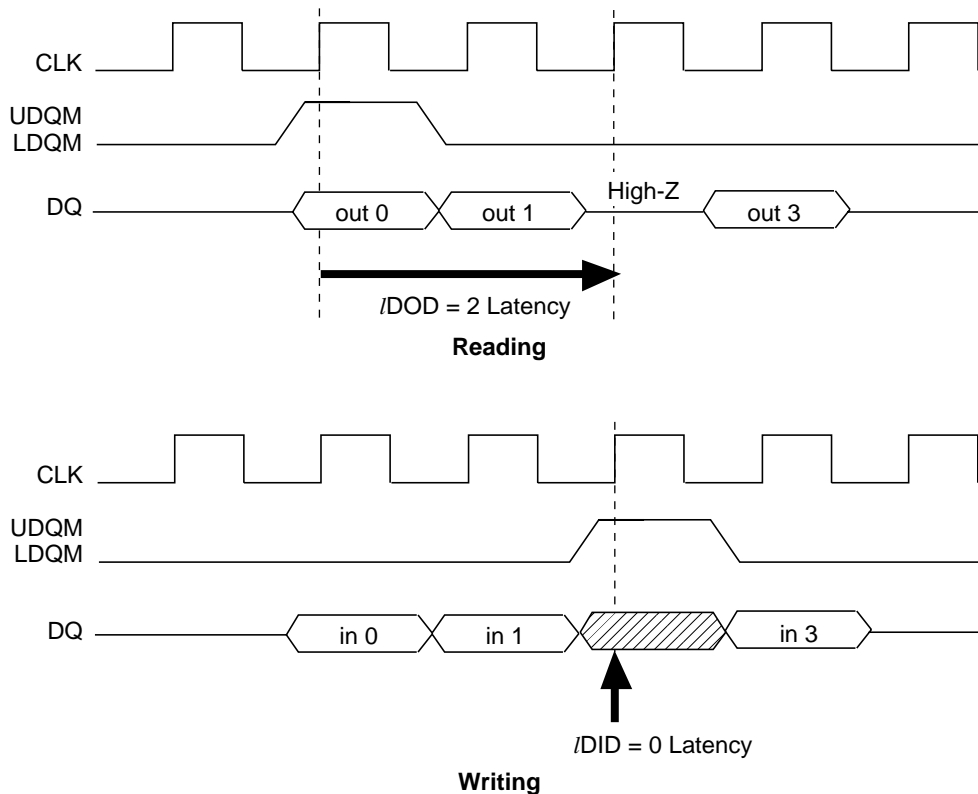 CLK
UDQM
LDQM
DQ
out 0
out 1
High-Z
out 3
lDOD = 2 Latency
Reading
CLK
UDQM
LDQM
DQ
in 0
in 1
in 3
lDID = 0 Latency
Writing